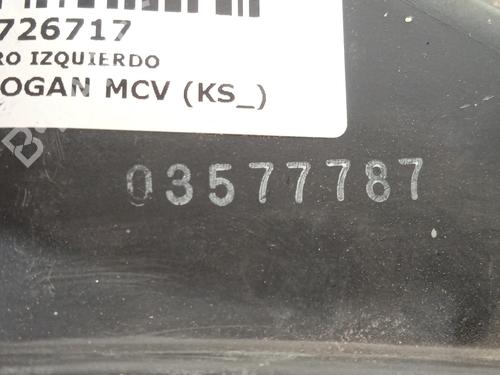 726717
RO IZQUIERDO
OGAN MCV (KS_)
03577787